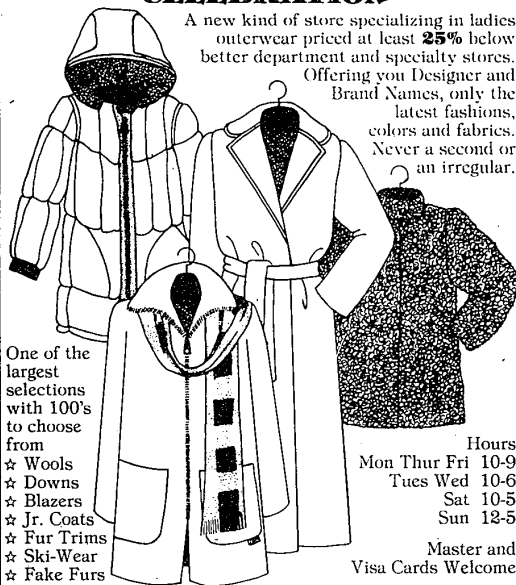 CELEBRATION
A new kind of store specializing in ladies
outerwear priced at least 25% below
better department and specialty stores.
Offering you Designer and
Brand Names, only the
latest fashions,
colors and fabrics.
Never a second or
an irregular.
One of the
largest
selections
with 100's
to choose
from
☆ Wools
☆ Downs
☆ Blazers
☆ Jr. Coats
☆ Fur Trims
☆ Ski-Wear
☆ Fake Furs
Hours
Mon Thur Fri 10-9
Tues Wed 10-6
Sat 10-5
Sun 12-5
Master and
Visa Cards Welcome